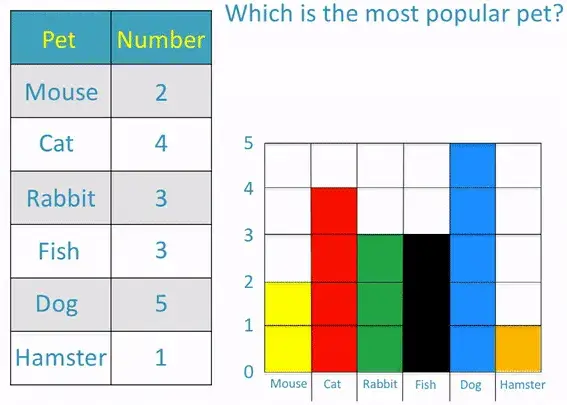 Which is the most popular pet?
Pet Number
Mouse 2
Cat 4
Rabbit 3
Fish 3
Dog 5
Hamster 1
5
4
3
2
1
0
Mouse Cat Rabbit Fish Dog Hamster